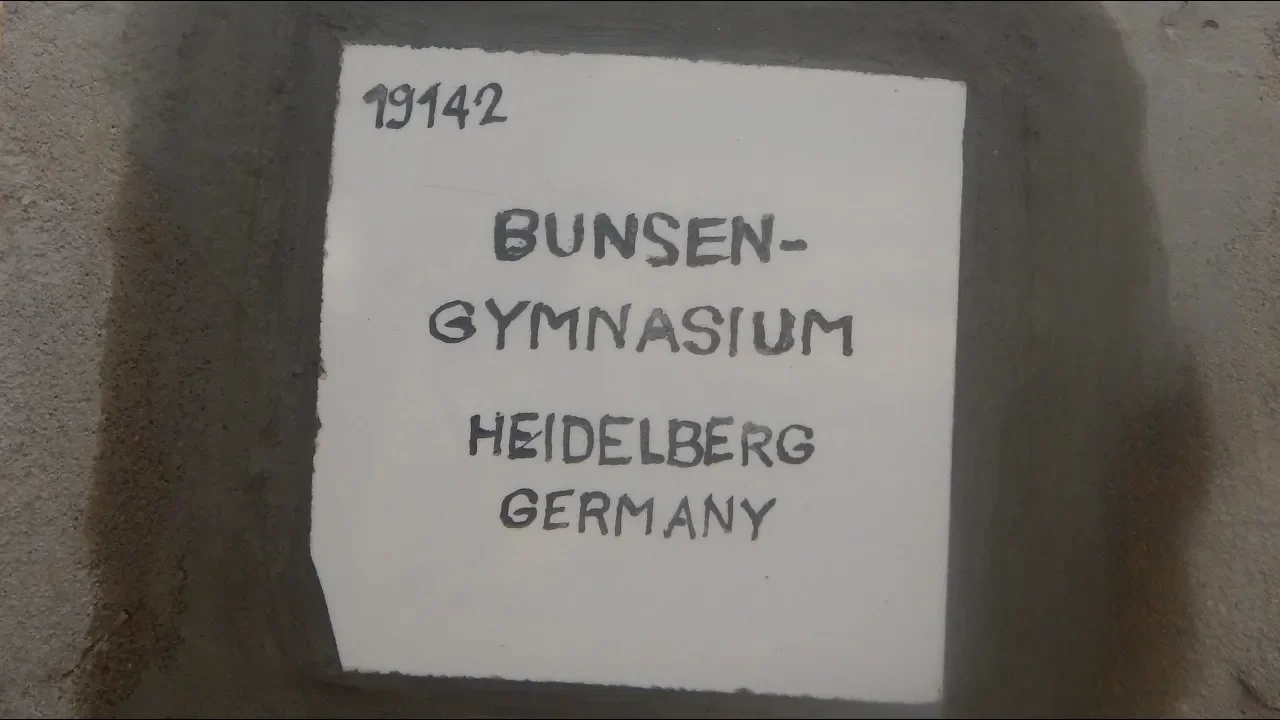 19142
BUNSEN-
GYMNASIUM
HEIDELBERG
GERMANY